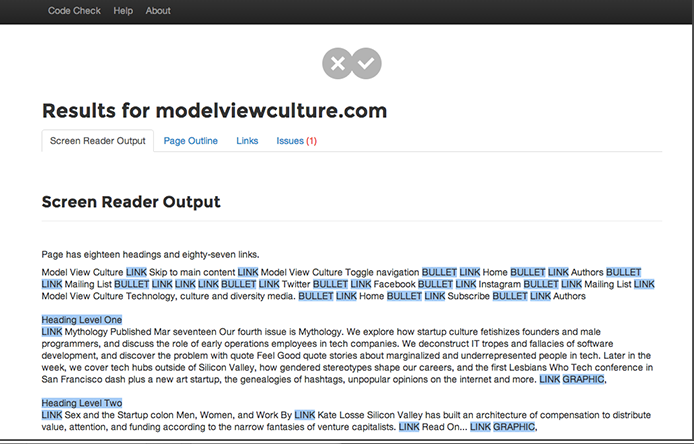 Code Check Help About
Results for modelviewculture.com
Screen Reader Output Page Outline Links Issues (1)
Screen Reader Output
Page has eighteen headings and eighty-seven links.
Model View Culture LINK Skip to main content LINK Model View Culture Toggle navigation BULLET LINK Home BULLET LINK Authors BULLET
LINK Mailing List BULLET LINK LINK LINK BULLET LINK Twitter BULLET LINK Facebook BULLET LINK Instagram BULLET LINK Mailing List LINK
Model View Culture Technology, culture and diversity media. BULLET LINK Home BULLET LINK Subscribe BULLET LINK Authors
Heading Level One
LINK Mythology Published Mar seventeen Our fourth issue is Mythology. We explore how startup culture fetishizes founders and male
programmers, and discuss the role of early operations employees in tech companies. We deconstruct IT tropes and fallacies of software
development, and discover the problem with quote Feel Good quote stories about marginalized and underrepresented people in tech. Later in the
week, we cover tech hubs outside of Silicon Valley, how gendered stereotypes shape our careers, and the first Lesbians Who Tech conference in
San Francisco dash plus a new art startup, the genealogies of hashtags, unpopular opinions on the internet and more. LINK GRAPHIC,
Heading Level Two
LINK Sex and the Startup colon Men, Women, and Work By LINK Kate Losse Silicon Valley has built an architecture of compensation to distribute
value, attention, and funding according to the narrow fantasies of venture capitalists. LINK Read On... LINK GRAPHIC,